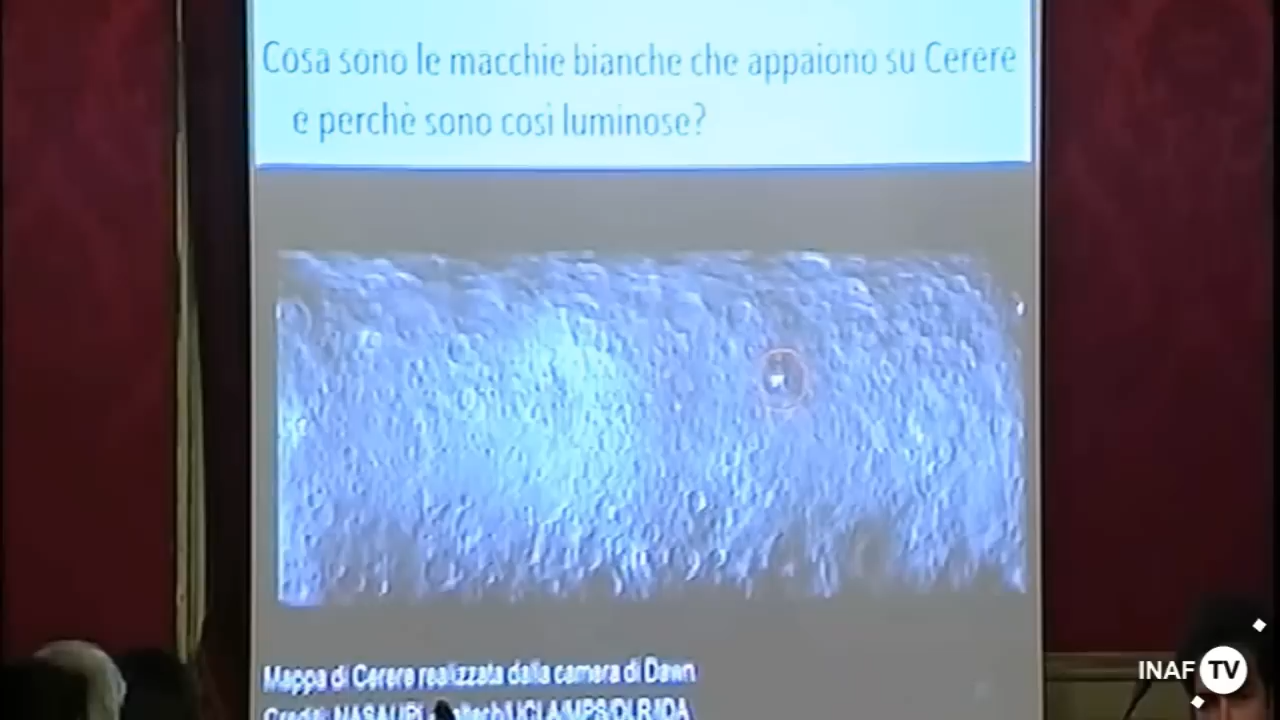 Cosa sono le macchie bianche che appaiono su Cerere
e perchè sono così luminose?
Mappa di Cerere realizzata dalla camera di Dawn
INAF TV